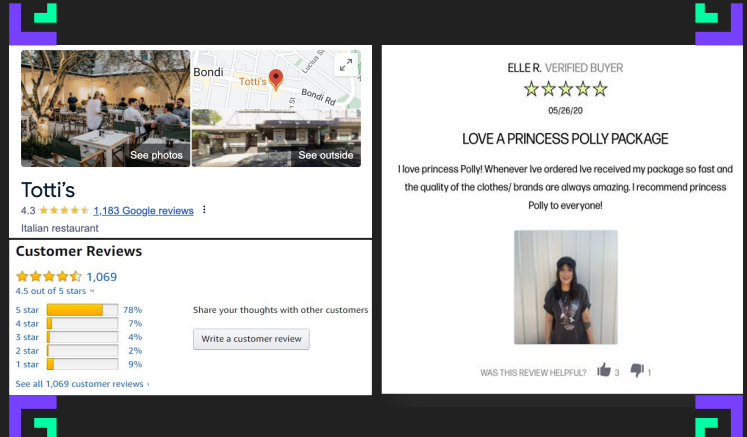 Bondi
Totti's
Lucius St
Bondi Rd
See photos
See outside
Totti's
4.3 1,183 Google reviews
Italian restaurant
Customer Reviews
1,069
4.5 out of 5 stars
5 star 78%
4 star 7%
3 star 4%
2 star 2%
1 star 9%
Share your thoughts with other customers
Write a customer review
See all 1,069 customer reviews
ELLE R. VERIFIED BUYER
05/26/20
LOVE A PRINCESS POLLY PACKAGE
I love princess Polly! Whenever Ive ordered Ive received my package so fast and
the quality of the clothes/ brands are always amazing. I recommend princess
Polly to everyone!
WAS THIS REVIEW HELPFUL? 3 1